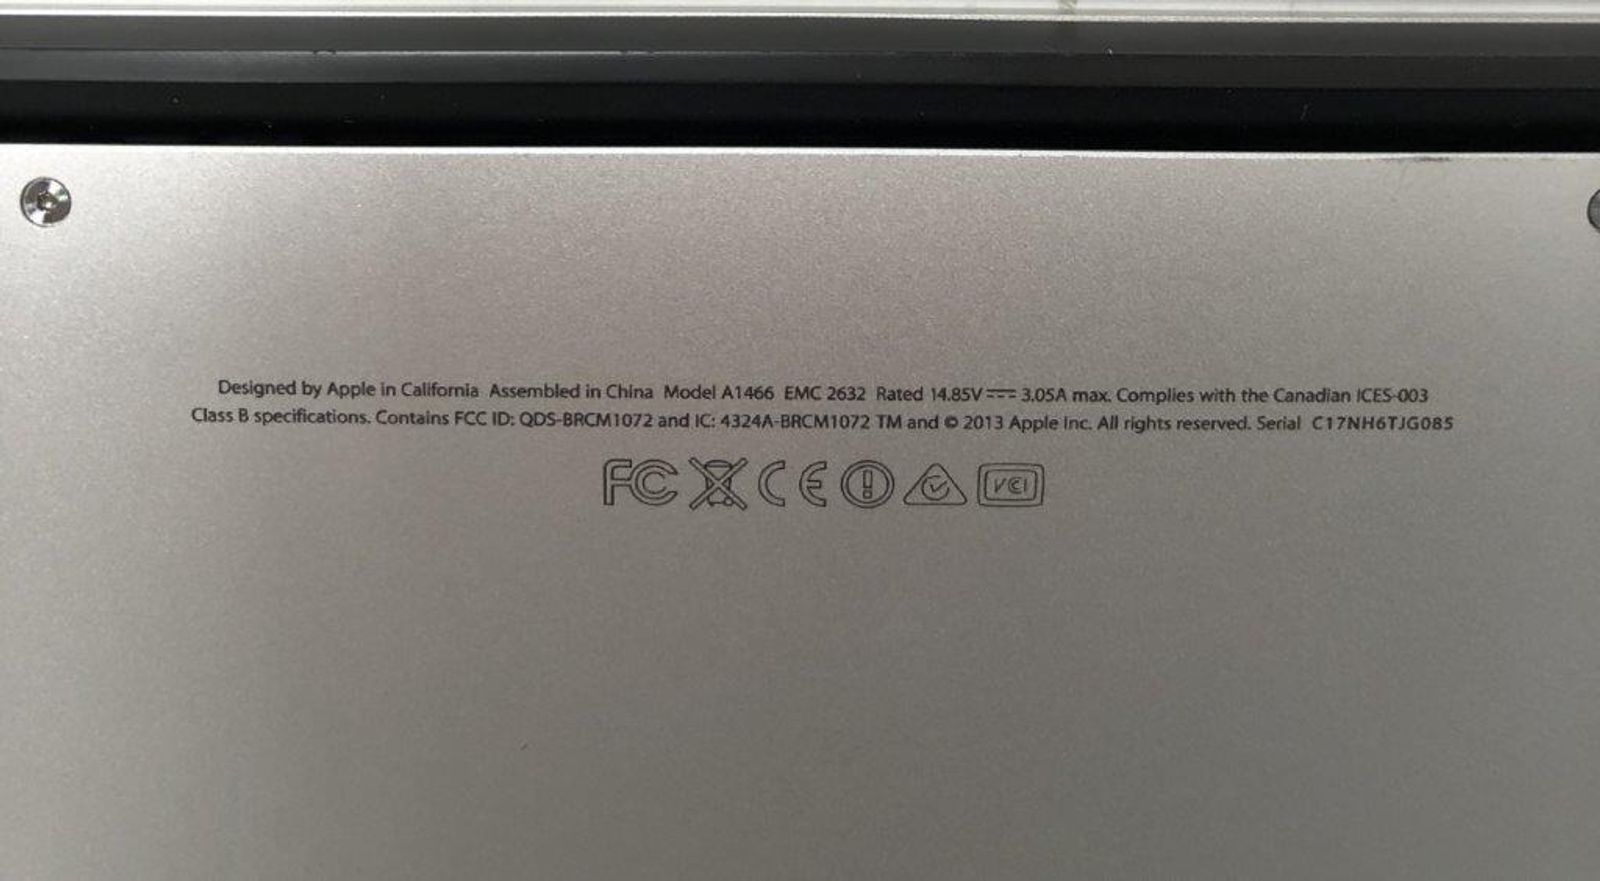 Designed by Apple in California Assembled in China Model A1466 EMC 2632 Rated 14.85V⎓3.05A max. Complies with the Canadian ICES-003
Class B specifications. Contains FCC ID: QDS-BRCM1072 and IC: 4324A-BRCM1072 TM and © 2013 Apple Inc. All rights reserved. Serial C17NH6TJG085
FC CE VCI